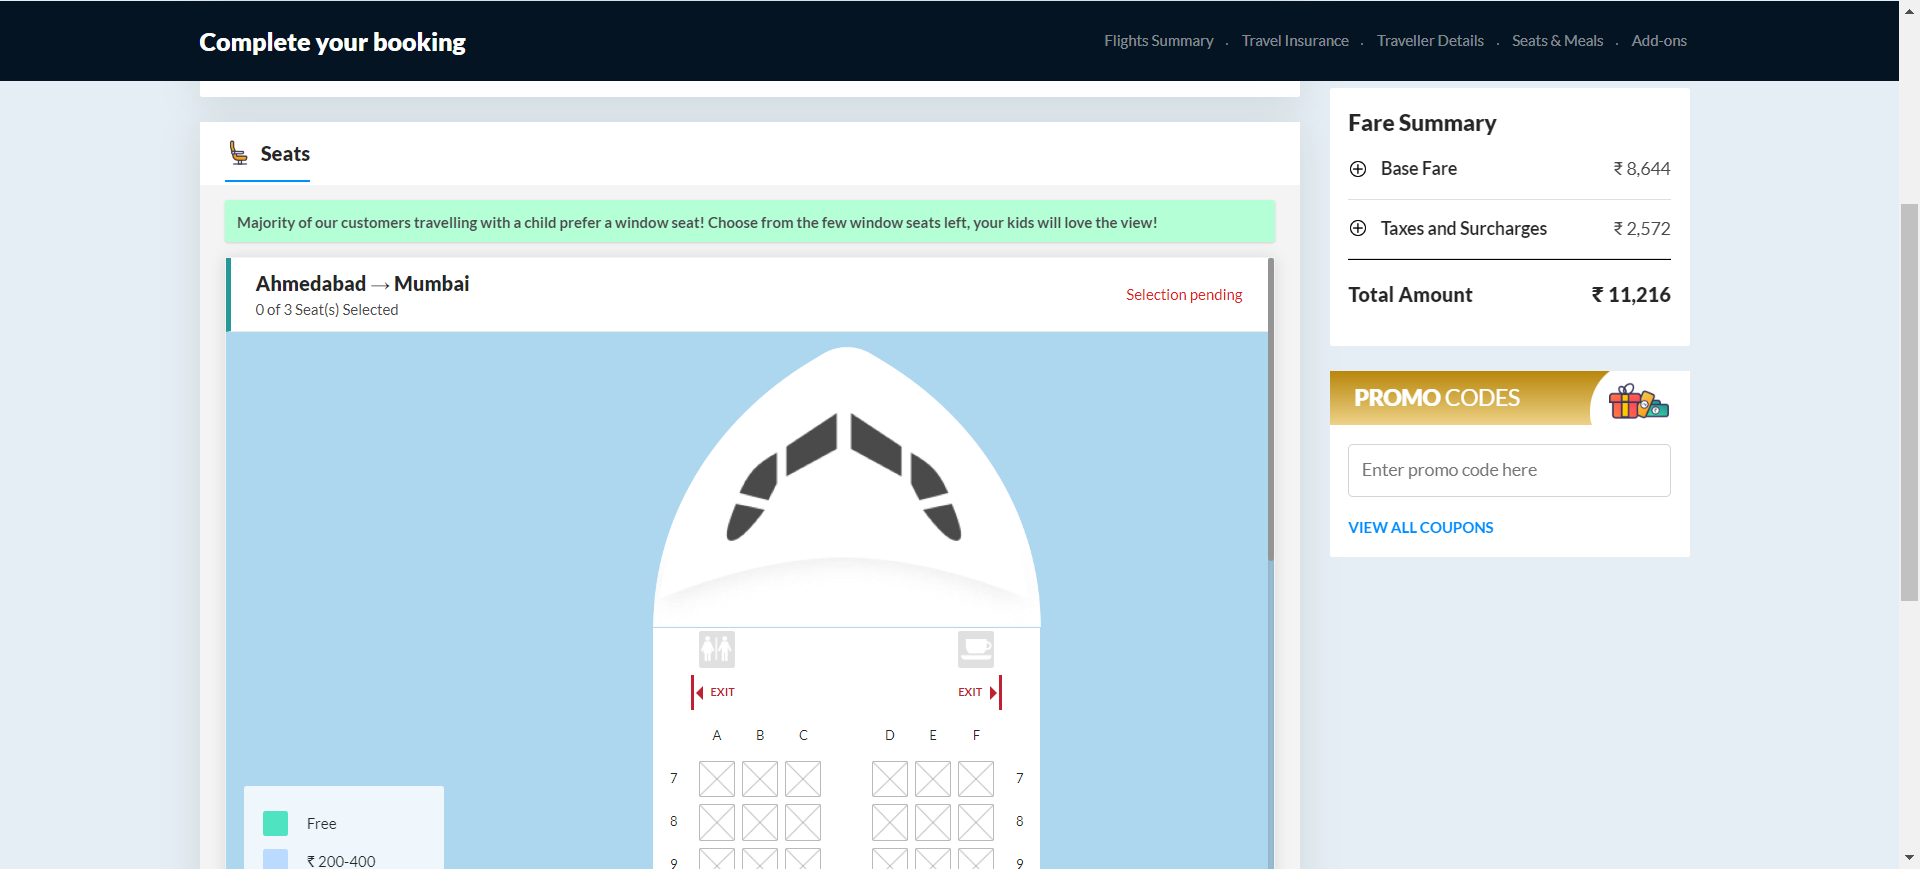 Complete your booking
Flights Summary . Travel Insurance . Traveller Details . Seats & Meals . Add-ons
Seats
Majority of our customers travelling with a child prefer a window seat! Choose from the few window seats left, your kids will love the view!
Ahmedabad → Mumbai
0 of 3 Seat(s) Selected
Selection pending
EXIT EXIT
A B C D E F
7 7
8 8
9 9
Free
₹ 200-400
Fare Summary
Base Fare ₹ 8,644
Taxes and Surcharges ₹ 2,572
Total Amount ₹ 11,216
PROMO CODES
Enter promo code here
VIEW ALL COUPONS